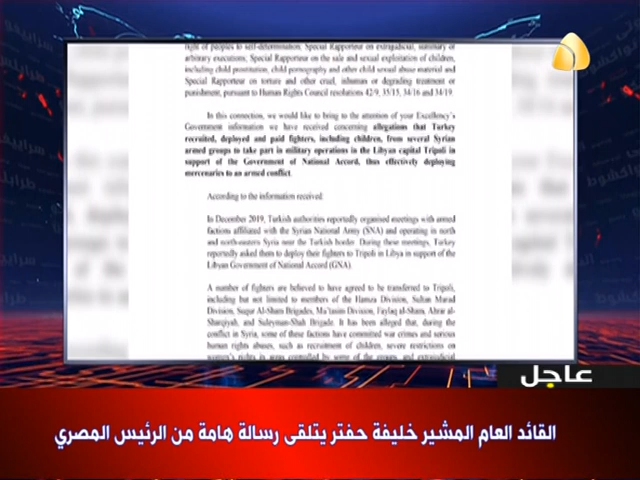 right of peoples to self-determination; Special Rapporteur on extrajudicial, summary or
arbitrary executions; Special Rapporteur on the sale and sexual exploitation of children,
including child prostitution, child pornography and other child sexual abuse material and
Special Rapporteur on torture and other cruel, inhuman or degrading treatment or
punishment, pursuant to Human Rights Council resolutions 42/9, 35/15, 34/16 and 34/19.
In this connection, we would like to bring to the attention of your Excellency's
Government information we have received concerning allegations that Turkey
recruited, deployed and paid fighters, including children, from several Syrian
armed groups to take part in military operations in the Libyan capital Tripoli in
support of the Government of National Accord, thus effectively deploying
mercenaries to an armed conflict.
According to the information received:
In December 2019, Turkish authorities reportedly organised meetings with armed
factions affiliated with the Syrian National Army (SNA) and operating in north
and north-eastern Syria near the Turkish border. During these meetings, Turkey
reportedly asked them to deploy their fighters to Tripoli in Libya in support of the
Libyan Government of National Accord (GNA).
A number of fighters are believed to have agreed to be transferred to Tripoli,
including but not limited to members of the Hamza Division, Sultan Murad
Division, Suqur Al-Sham Brigades, Ma'tasim Division, Faylaq al-Sham, Ahrar al-
Sharqiyah, and Suleyman-Shah Brigade. It has been alleged that, during the
conflict in Syria, some of these factions have committed war crimes and serious
human rights abuses, such as recruitment of children, severe restrictions on
women's rights in areas controlled by some of the groups, and extrajudicial
عاجل
القائد العام المشير خليفة حفتر يتلقى رسالة هامة من الرئيس المصري